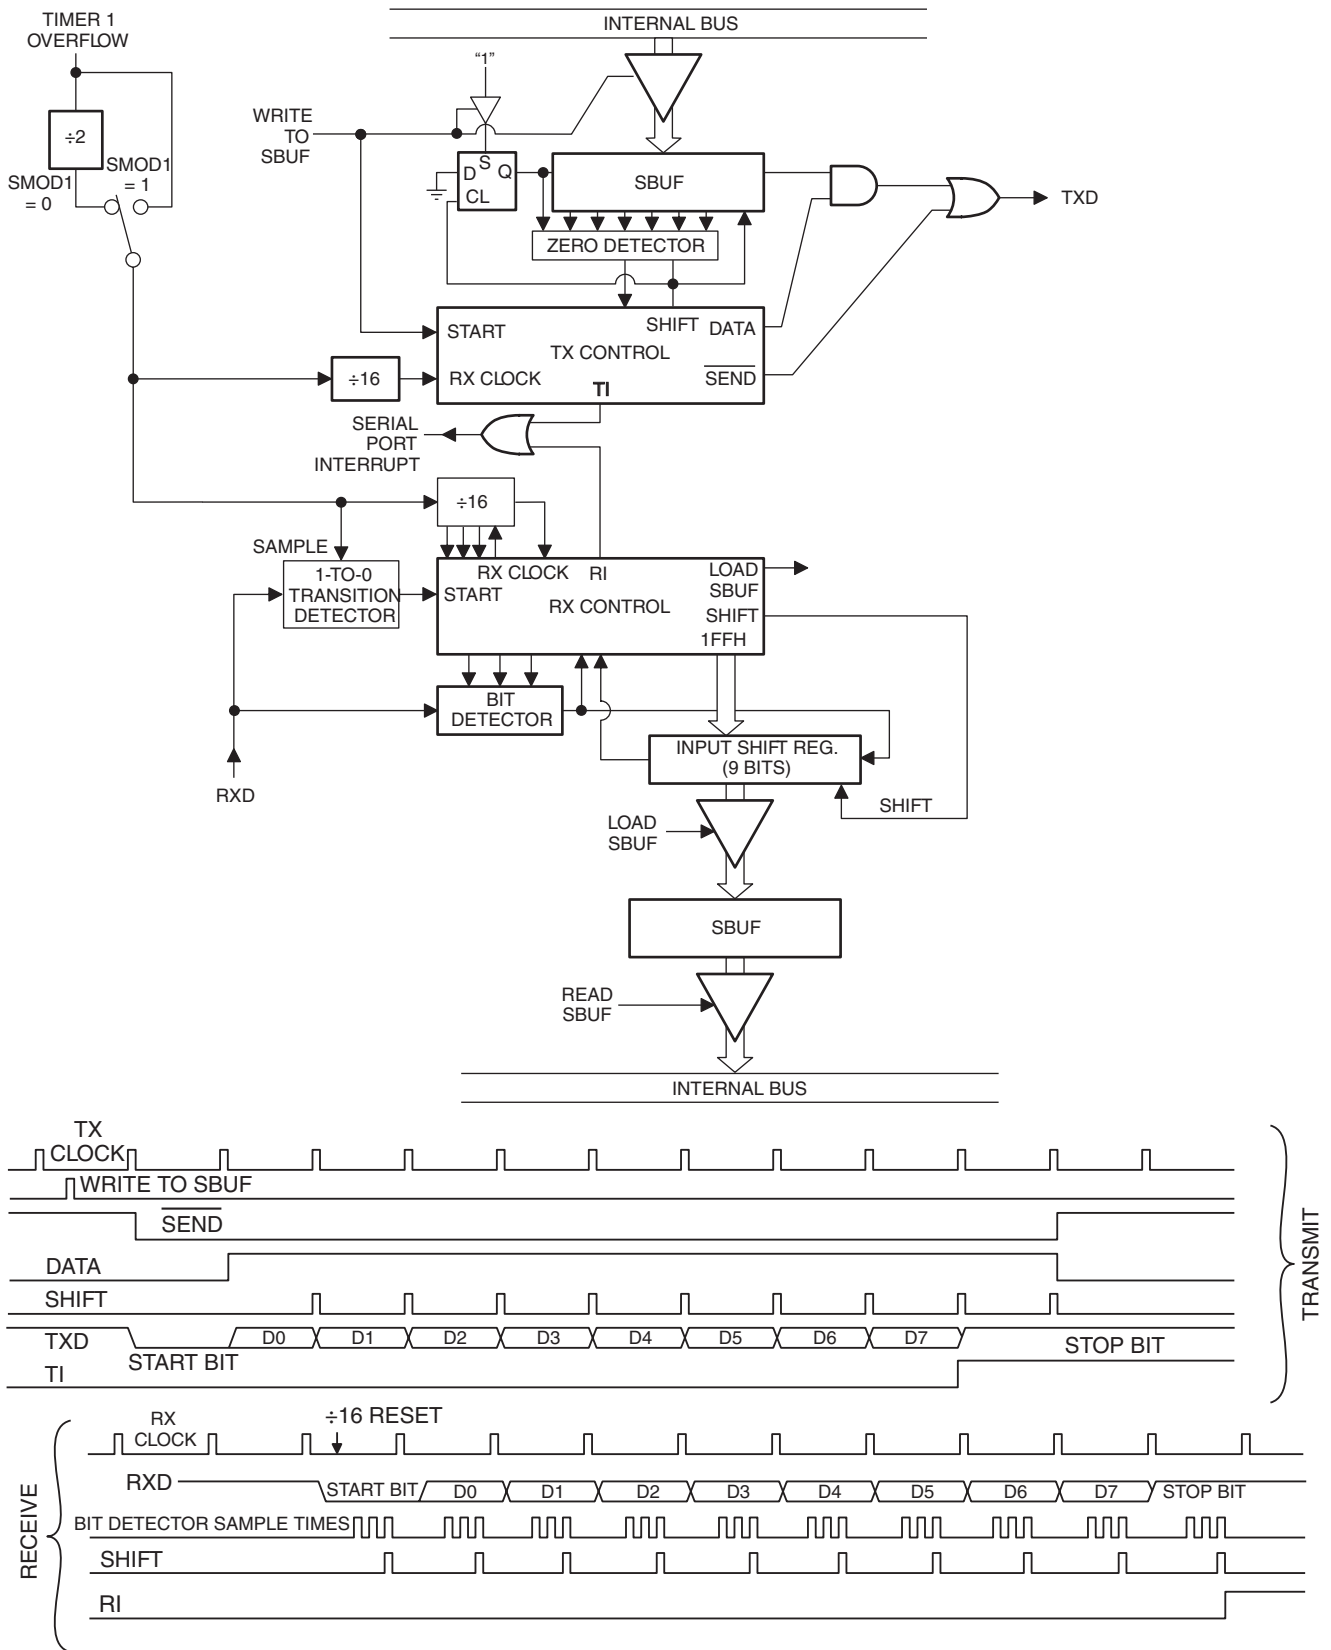 TIMER 1
OVERFLOW
INTERNAL BUS
“1”
WRITE
TO
SBUF
÷2
SMOD1
= 0
SMOD1
= 1
D
S
Q
CL
SBUF
TXD
ZERO DETECTOR
START
SHIFT
DATA
TX CONTROL
÷16
RX CLOCK
TI
SEND
SERIAL
PORT
INTERRUPT
÷16
SAMPLE
1-TO-0
TRANSITION
DETECTOR
RX CLOCK
RI
START
RX CONTROL
LOAD
SBUF
SHIFT
1FFH
BIT
DETECTOR
INPUT SHIFT REG.
(9 BITS)
RXD
SHIFT
LOAD
SBUF
SBUF
READ
SBUF
INTERNAL BUS
TX
CLOCK
WRITE TO SBUF
SEND
DATA
SHIFT
TXD
START BIT
D0 D1 D2 D3 D4 D5 D6 D7
STOP BIT
TI
TRANSMIT
RX
CLOCK
÷16 RESET
RXD
START BIT D0 D1 D2 D3 D4 D5 D6 D7 STOP BIT
BIT DETECTOR SAMPLE TIMES
SHIFT
RI
RECEIVE